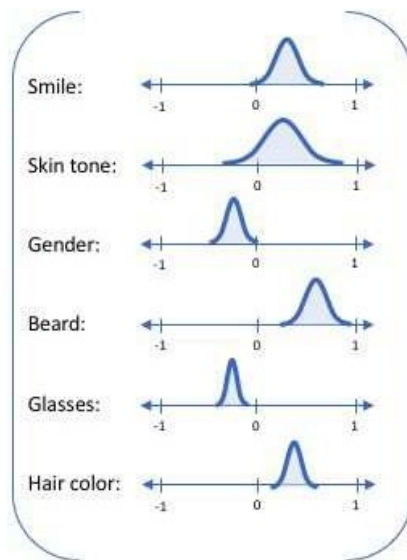 Smile:
-1 0 1
Skin tone:
-1 0 1
Gender:
-1 0 1
Beard:
-1 0 1
Glasses:
-1 0 1
Hair color:
-1 0 1